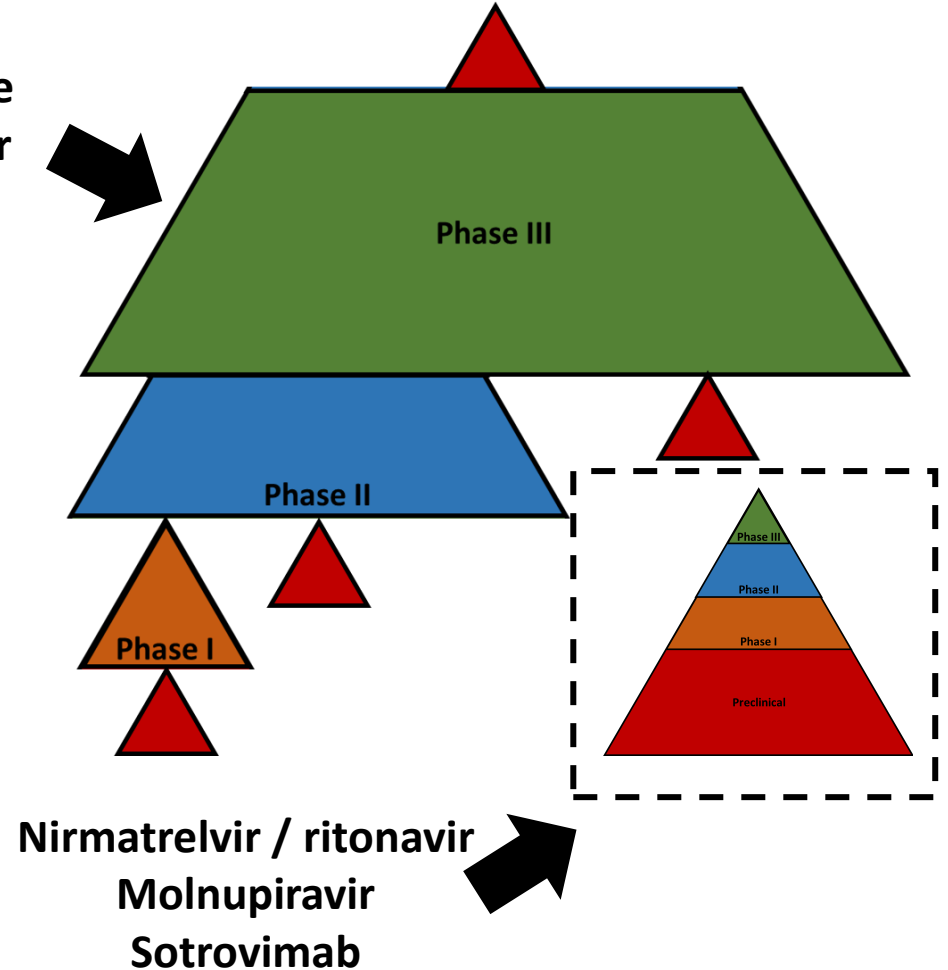 e
r
Phase III
Phase II
Phase I
Phase III
Phase II
Phase I
Preclinical
Nirmatrelvir / ritonavir
Molnupiravir
Sotrovimab